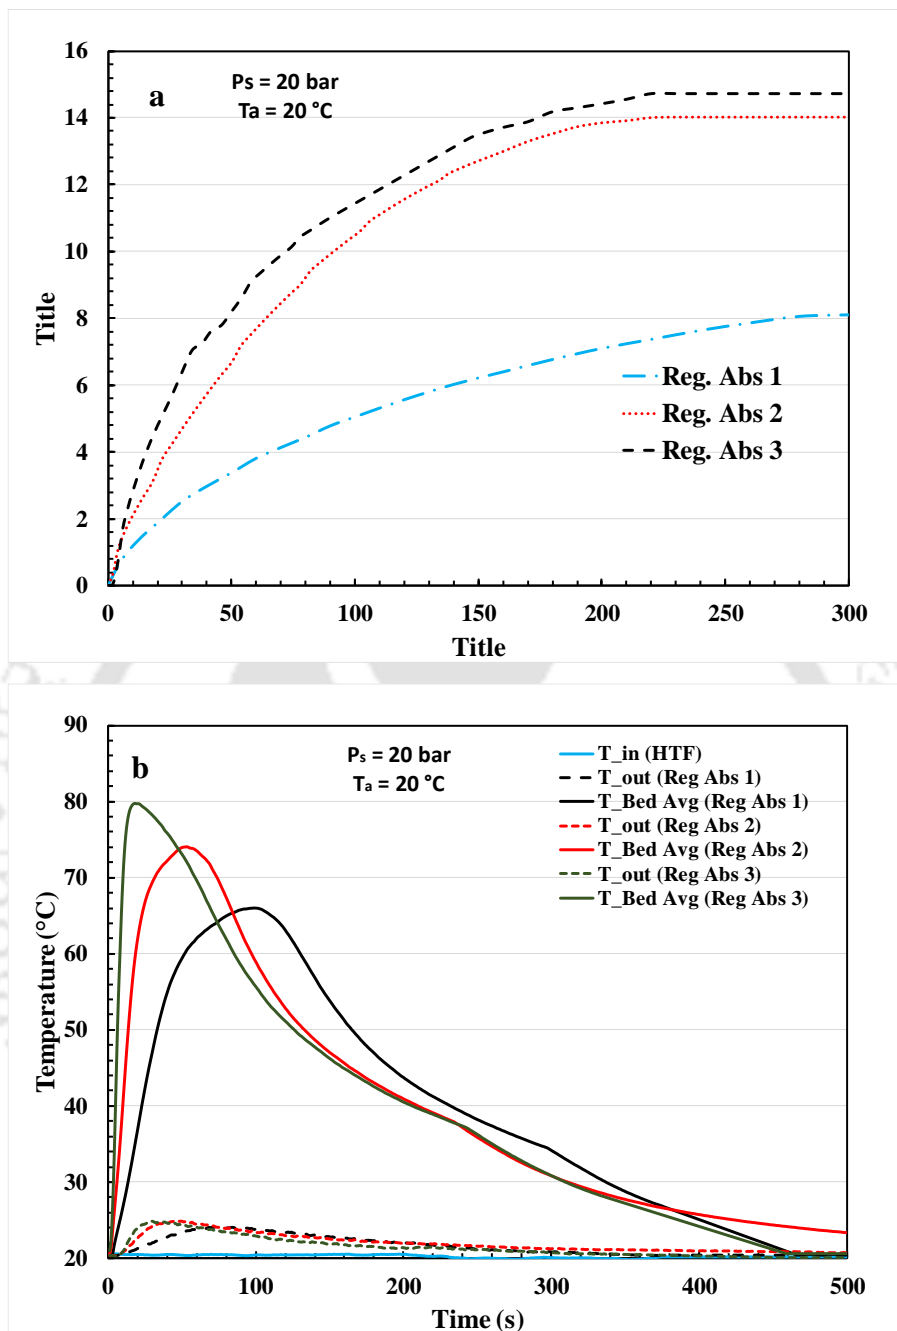 a
Ps = 20 bar
Ta = 20 °C
16
14
12
10
8
6
4
2
0
Title
Reg. Abs 1
Reg. Abs 2
Reg. Abs 3
0 50 100 150 200 250 300
Title
b
Ps = 20 bar
Ta = 20 °C
T_in (HTF)
T_out (Reg Abs 1)
T_Bed Avg (Reg Abs 1)
T_out (Reg Abs 2)
T_Bed Avg (Reg Abs 2)
T_out (Reg Abs 3)
T_Bed Avg (Reg Abs 3)
90
80
70
60
50
40
30
20
Temperature (°C)
0 100 200 300 400 500
Time (s)